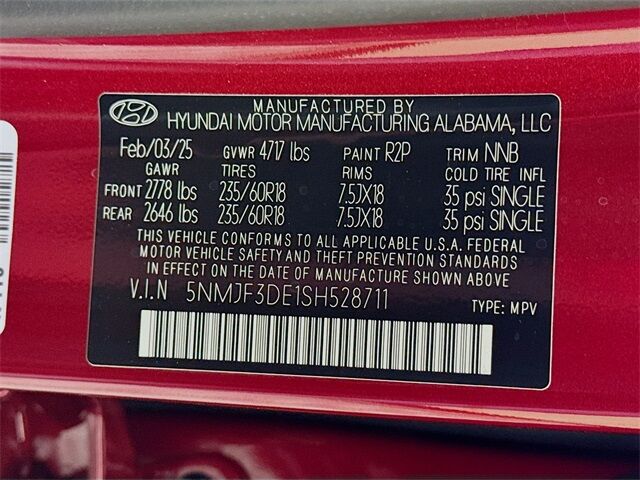 MANUFACTURED BY
HYUNDAI MOTOR MANUFACTURING ALABAMA, LLC
Feb/03/25 GVWR 4717 lbs PAINT R2P TRIM NNB
GAWR TIRES RIMS COLD TIRE INFL
FRONT 2778 lbs 235/60R18 7.5JX18 35 psi SINGLE
REAR 2646 lbs 235/60R18 7.5JX18 35 psi SINGLE
THIS VEHICLE CONFORMS TO ALL APPLICABLE U.S.A. FEDERAL
MOTOR VEHICLE SAFETY AND THEFT PREVENTION STANDARDS
IN EFFECT ON THE DATE OF MANUFACTURE SHOWN ABOVE
V.I.N 5NMJF3DE1SH528711 TYPE: MPV